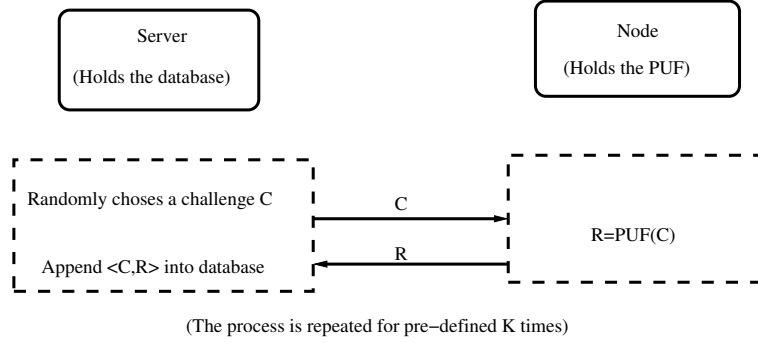 Server
(Holds the database)
Node
(Holds the PUF)
Randomly choses a challenge C
C
R=PUF(C)
R
Append <C,R> into database
(The process is repeated for pre−defined K times)